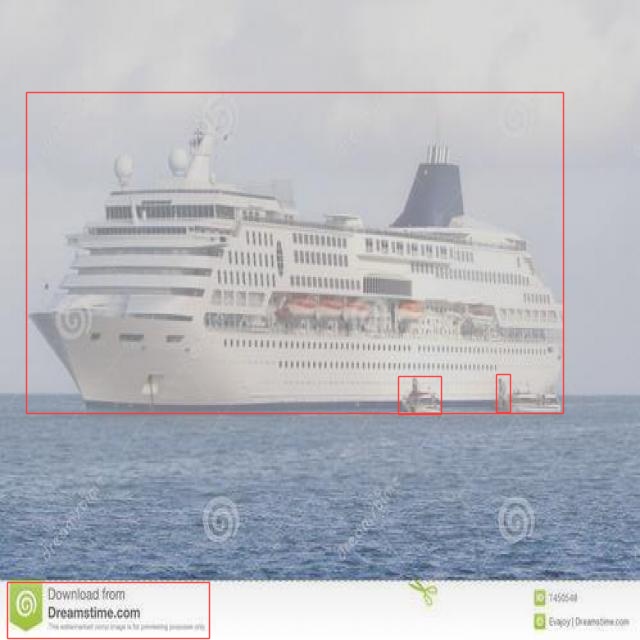 Download from
Dreamstime.com
This watermarked comp image is for previewing purposes only.
7450548
Evajoy | Dreamstime.com